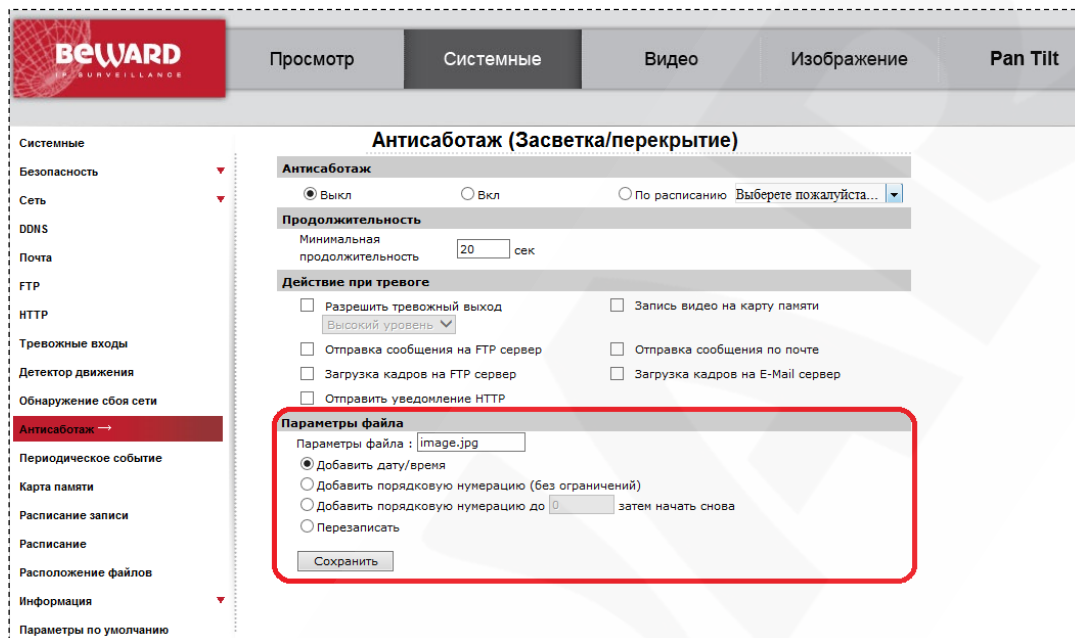 BEWARD
IP SURVEILLANCE
Просмотр
Системные
Видео
Изображение
Pan Tilt
Системные
Безопасность
Сеть
DDNS
Почта
FTP
HTTP
Тревожные входы
Детектор движения
Обнаружение сбоя сети
Антисаботаж →
Периодическое событие
Карта памяти
Расписание записи
Расписание
Расположение файлов
Информация
Параметры по умолчанию
Антисаботаж (Засветка/перекрытие)
Антисаботаж
Выкл Вкл По расписанию Выберете пожалуйста...
Продолжительность
Минимальная
продолжительность 20 сек
Действие при тревоге
Разрешить тревожный выход Запись видео на карту памяти
Высокий уровень
Отправка сообщения на FTP сервер Отправка сообщения по почте
Загрузка кадров на FTP сервер Загрузка кадров на E-Mail сервер
Отправить уведомление HTTP
Параметры файла
Параметры файла : image.jpg
Добавить дату/время
Добавить порядковую нумерацию (без ограничений)
Добавить порядковую нумерацию до 0 затем начать снова
Перезаписать
Сохранить